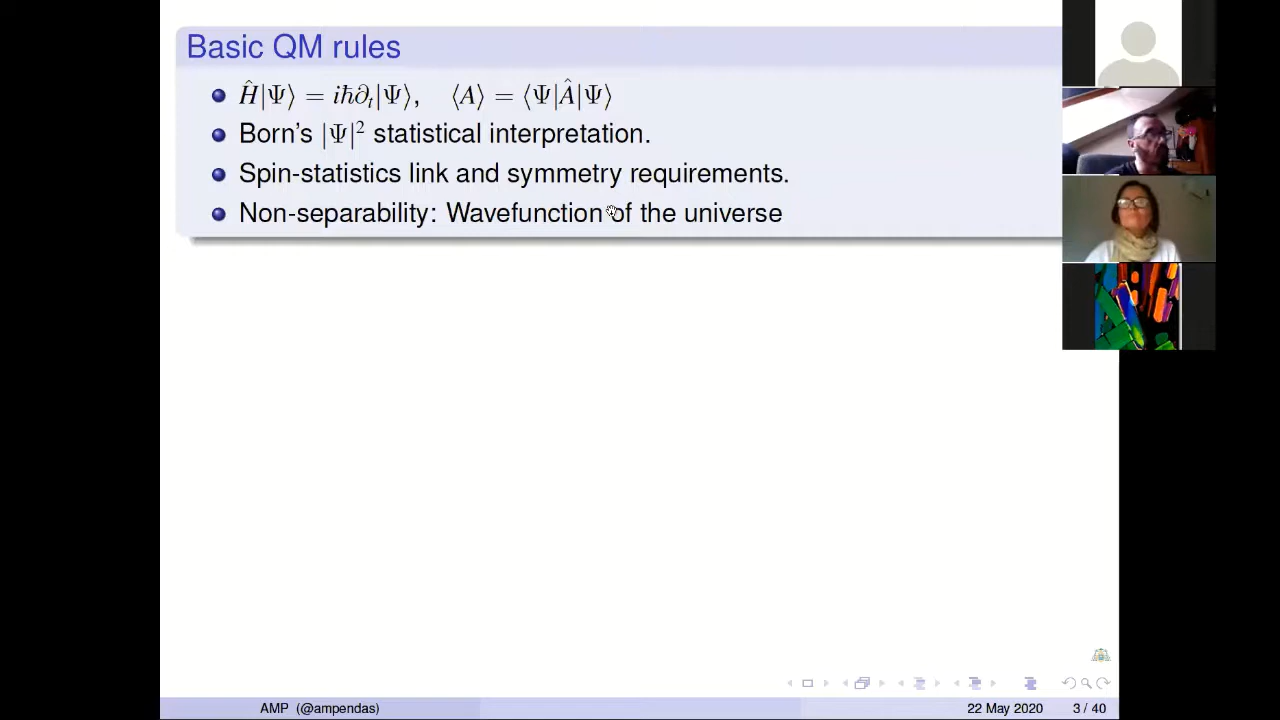 Basic QM rules
Ĥ|Ψ⟩ = iħ∂ₜ|Ψ⟩, ⟨A⟩ = ⟨Ψ|Â|Ψ⟩
Born's |Ψ|² statistical interpretation.
Spin-statistics link and symmetry requirements.
Non-separability: Wavefunction of the universe
AMP (@ampendas) 22 May 2020 3 / 40